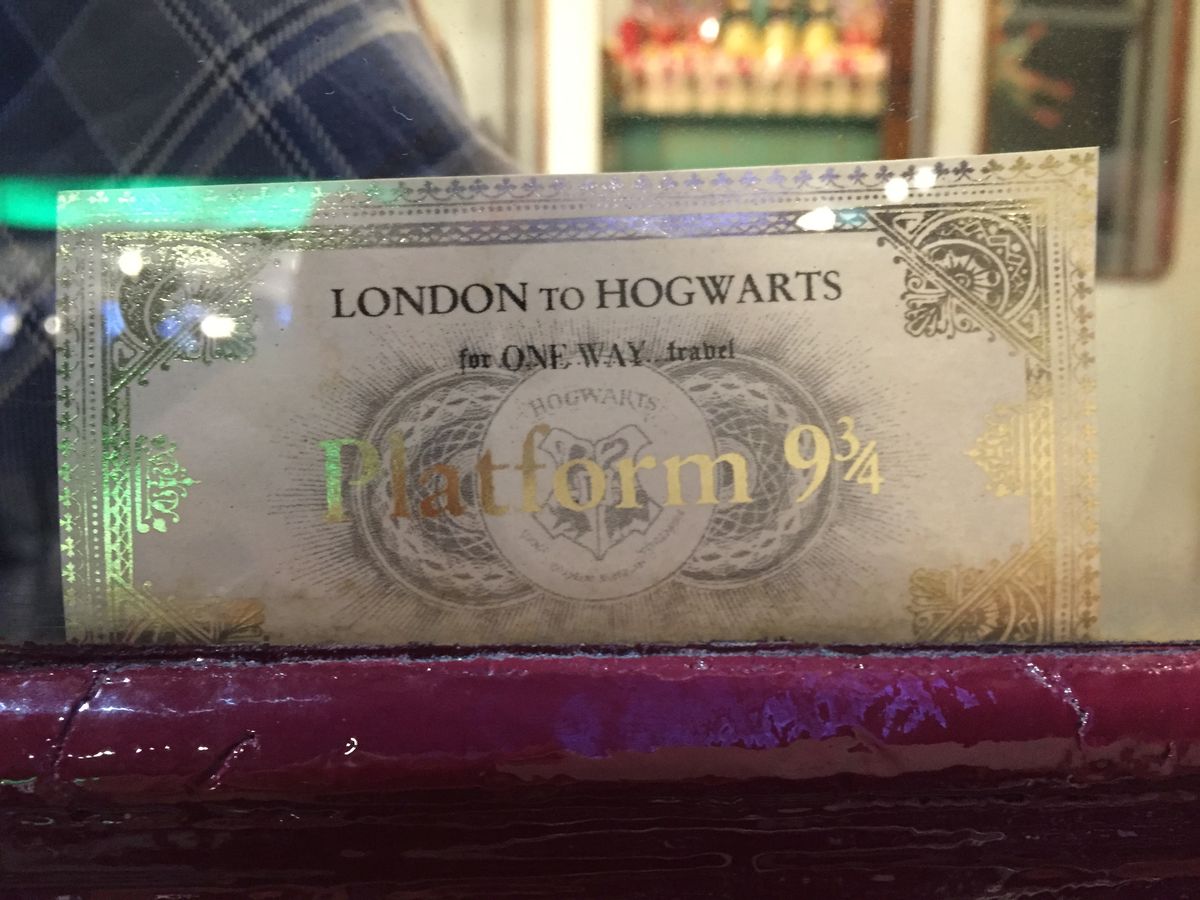 LONDON TO HOGWARTS
for ONE WAY...travel
HOGWARTS
Platform 9¾